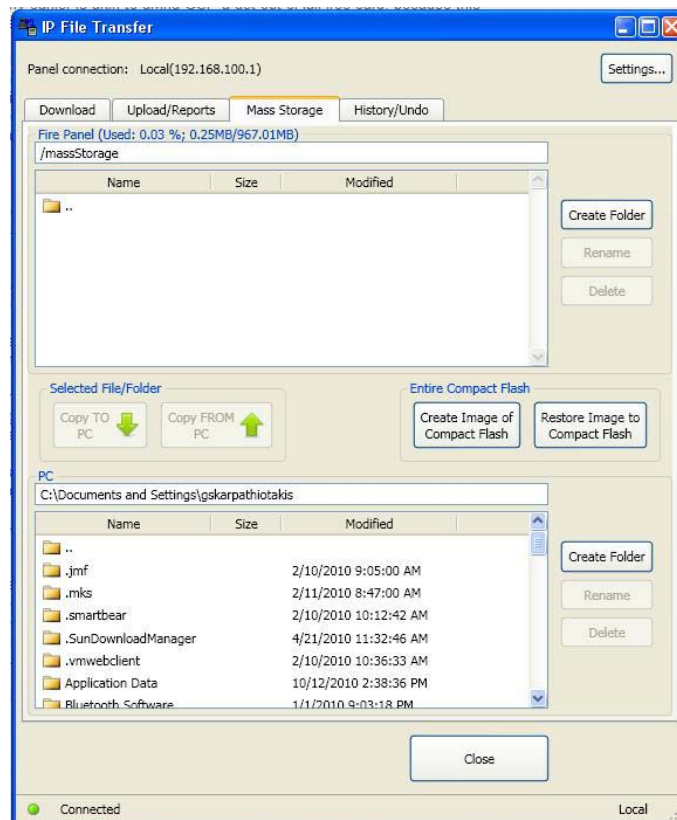 IP File Transfer
Panel connection: Local(192.168.100.1)
Settings...
Download Upload/Reports Mass Storage History/Undo
Fire Panel (Used: 0.03 %; 0.25MB/967.01MB)
/massStorage
Name Size Modified
..
Create Folder
Rename
Delete
Selected File/Folder
Copy TO
PC
Copy FROM
PC
Entire Compact Flash
Create Image of
Compact Flash
Restore Image to
Compact Flash
PC
C:\Documents and Settings\gskarpathiotakis
Name Size Modified
..
.jmf 2/10/2010 9:05:00 AM
.mks 2/11/2010 8:47:00 AM
.smartbear 2/10/2010 10:12:42 AM
.SunDownloadManager 4/21/2010 11:32:46 AM
.vmwebclient 2/10/2010 10:36:33 AM
Application Data 10/12/2010 2:38:36 PM
Bluetooth Software 1/1/2010 9:03:18 PM
Create Folder
Rename
Delete
Close
Connected Local